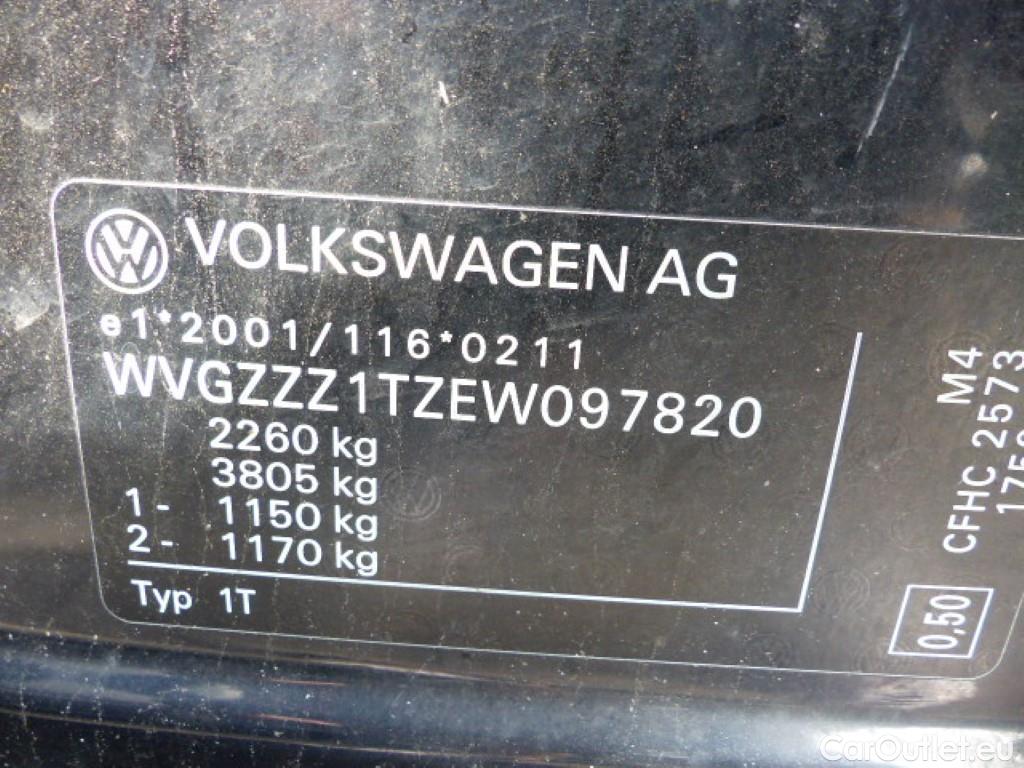 VOLKSWAGEN AG
e1*2001/116*0211
WVGZZZ1TZEW097820
2260 kg
3805 kg
1- 1150 kg
2- 1170 kg
Typ 1T
M4
CFHC 2573
0,50
CarOutlet.eu